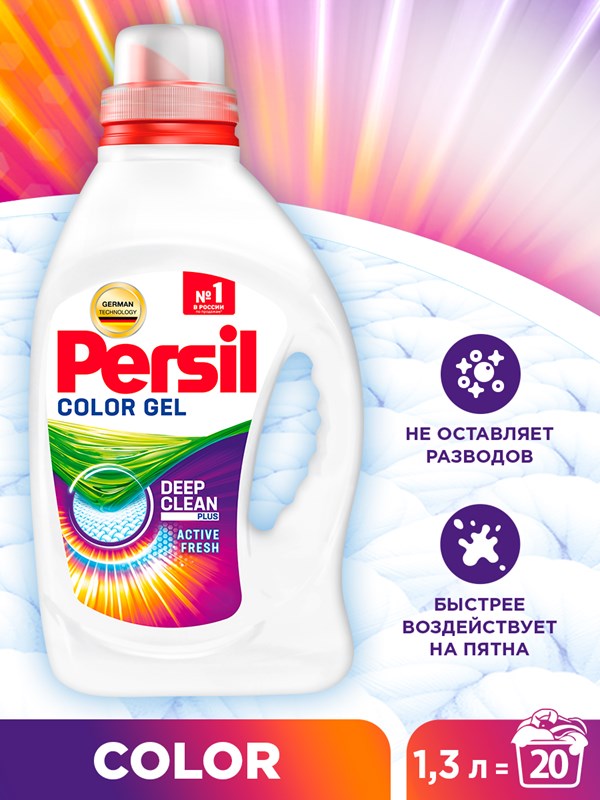 GERMAN
TECHNOLOGY
№1
В РОССИИ
Persil
COLOR GEL
DEEP
CLEAN
PLUS
ACTIVE
FRESH
НЕ ОСТАВЛЯЕТ
РАЗВОДОВ
БЫСТРЕЕ
ВОЗДЕЙСТВУЕТ
НА ПЯТНА
COLOR
1,3 л = 20